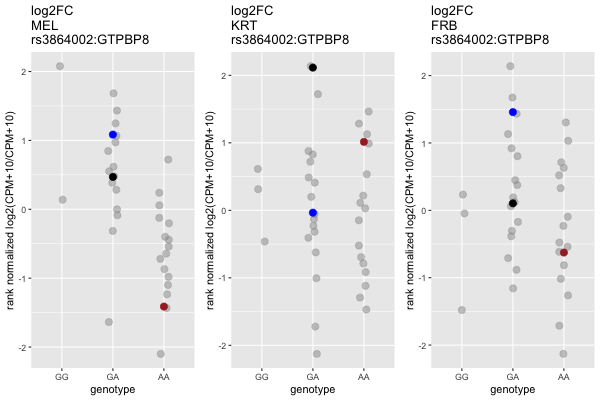 log2FC
MEL
rs3864002:GTPBP8
rank normalized log2(CPM+10/CPM+10)
2
1
0
-1
-2
GG GA AA
genotype
log2FC
KRT
rs3864002:GTPBP8
rank normalized log2(CPM+10/CPM+10)
2
1
0
-1
-2
GG GA AA
genotype
log2FC
FRB
rs3864002:GTPBP8
rank normalized log2(CPM+10/CPM+10)
2
1
0
-1
-2
GG GA AA
genotype